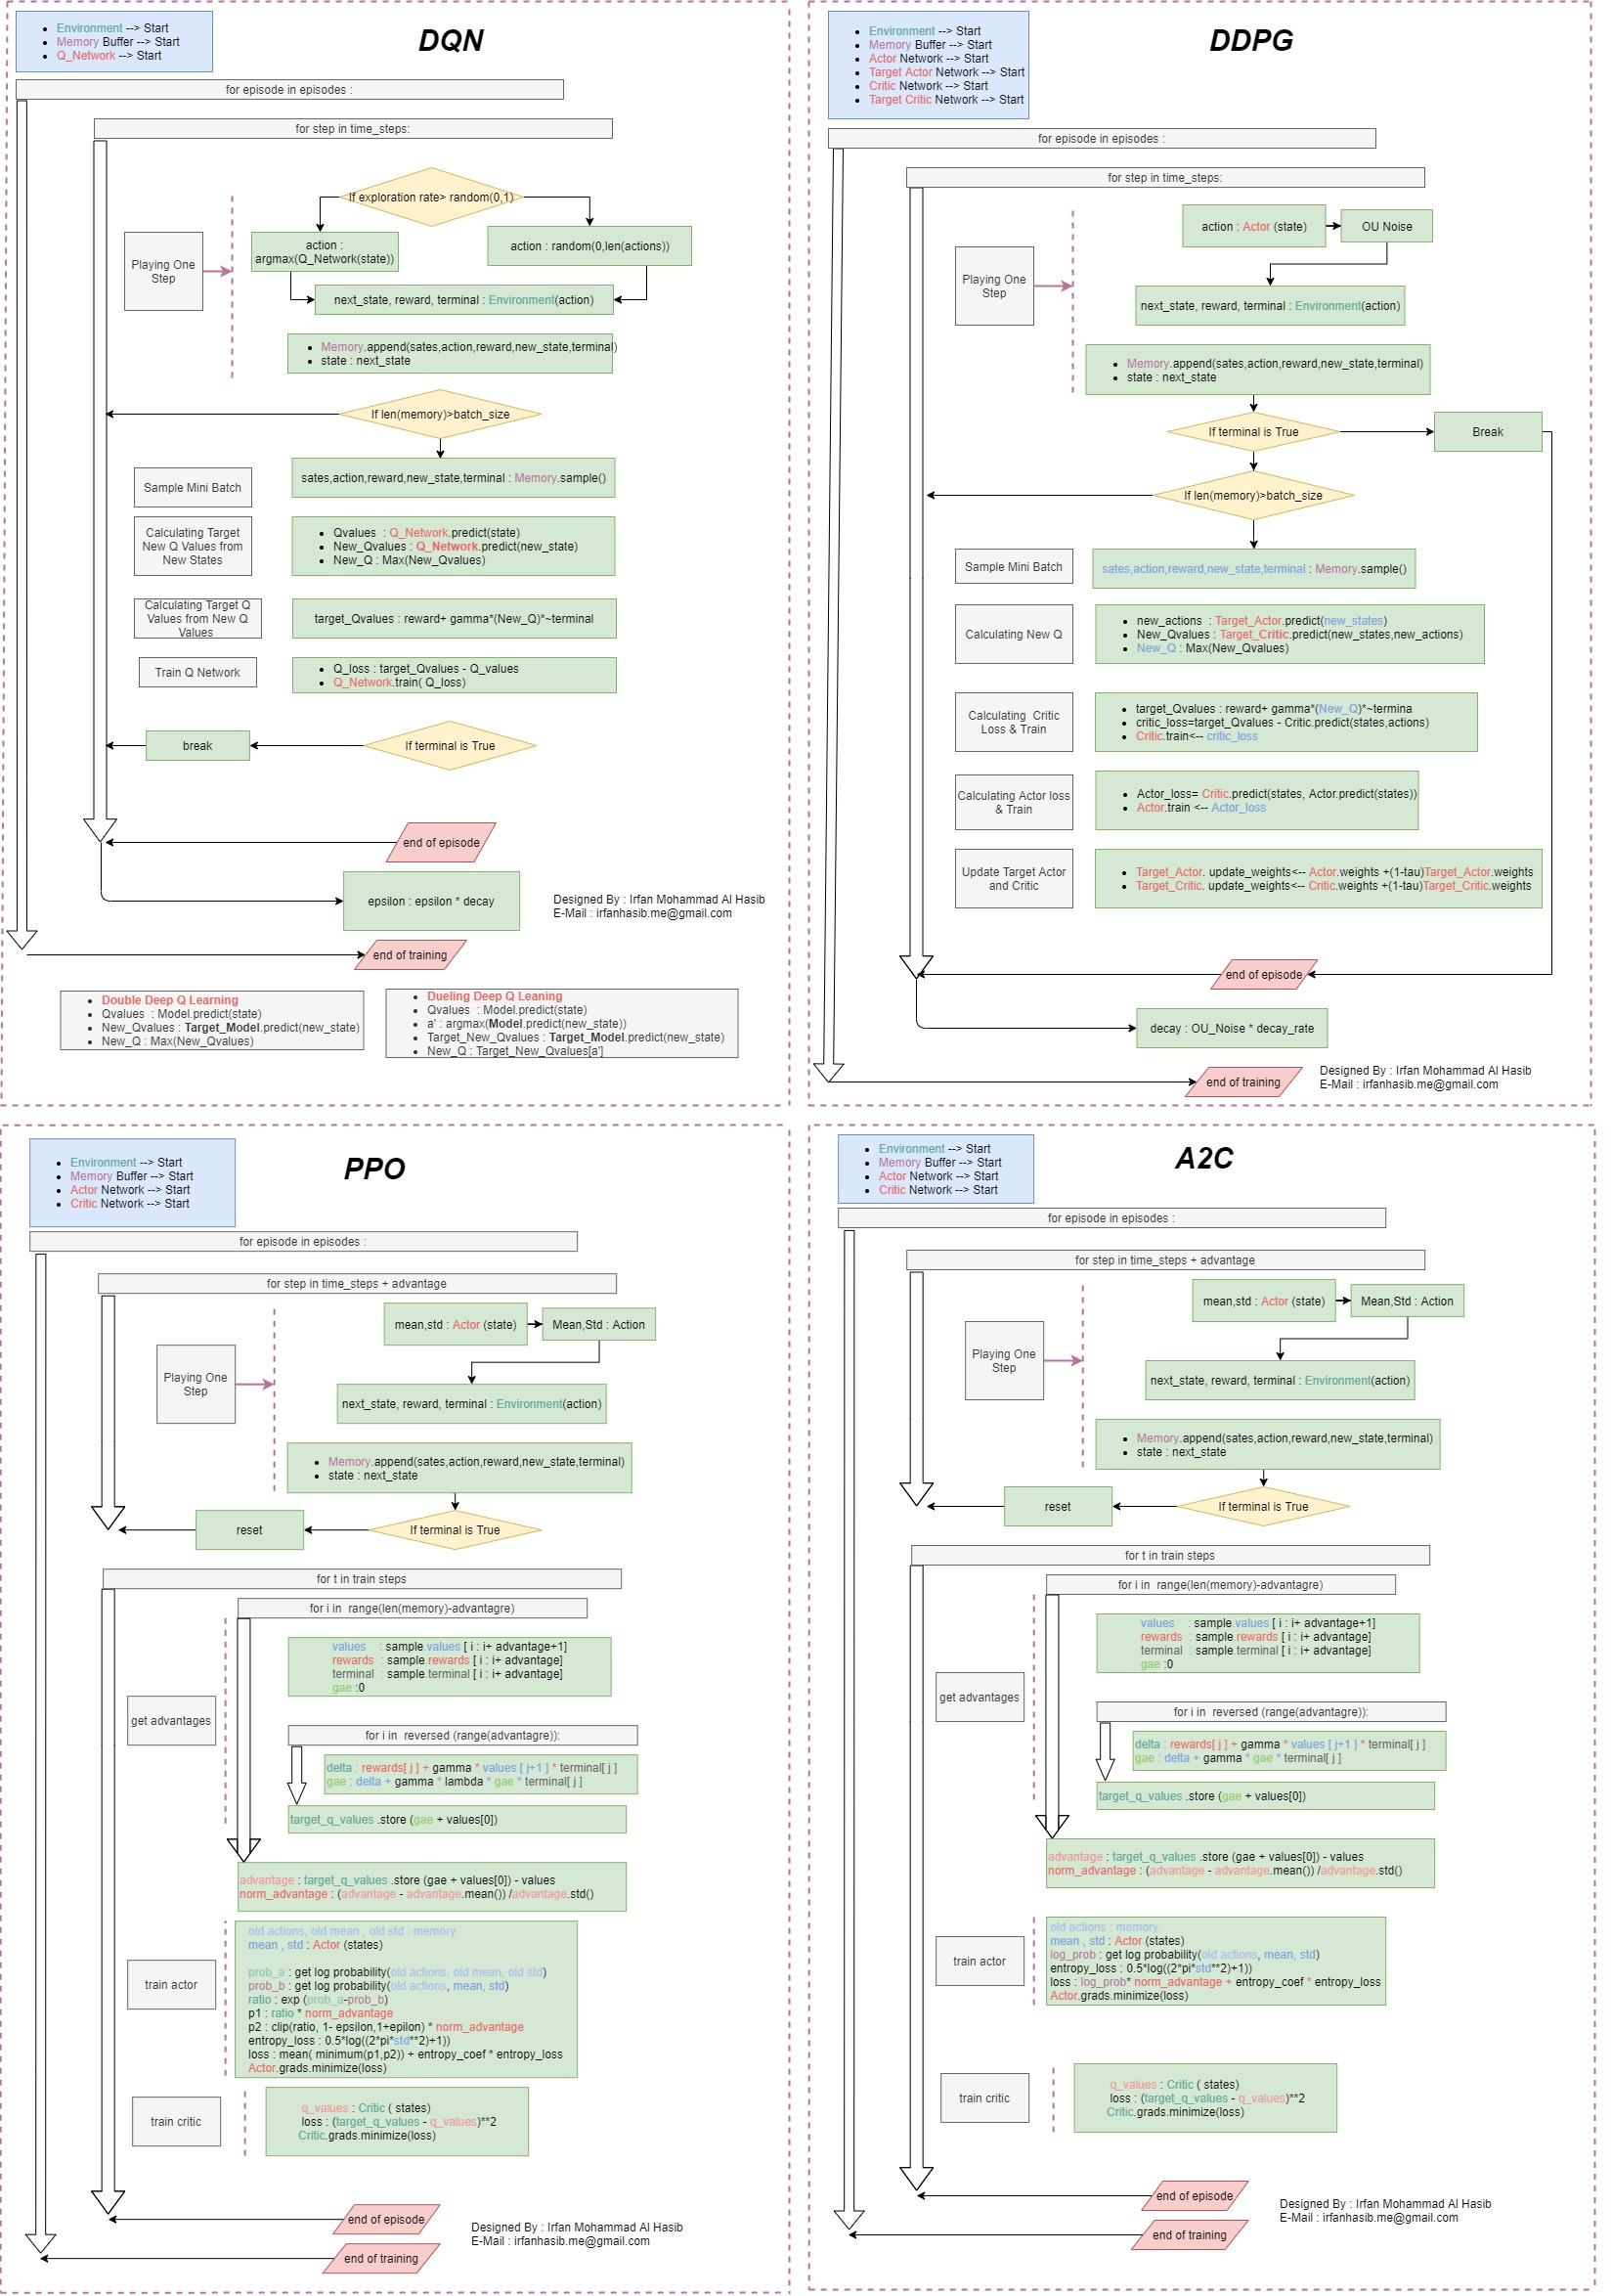 Environment --> Start
Memory Buffer --> Start
Q_Network --> Start
DQN
for episode in episodes :
for step in time_steps:
If exploration rate> random(0,1)
Playing One
Step
action :
argmax(Q_Network(state))
action : random(0,len(actions))
next_state, reward, terminal : Environment(action)
Memory.append(sates,action,reward,new_state,terminal)
state : next_state
If len(memory)>batch_size
Sample Mini Batch
sates,action,reward,new_state,terminal : Memory.sample()
Calculating Target
New Q Values from
New States
Qvalues : Q_Network.predict(state)
New_Qvalues : Q_Network.predict(new_state)
New_Q : Max(New_Qvalues)
Calculating Target Q
Values from New Q
Values
target_Qvalues : reward+ gamma*(New_Q)*~terminal
Train Q Network
Q_loss : target_Qvalues - Q_values
Q_Network.train( Q_loss)
break
If terminal is True
end of episode
epsilon : epsilon * decay
Designed By : Irfan Mohammad Al Hasib
E-Mail : irfanhasib.me@gmail.com
end of training
Double Deep Q Learning
Qvalues : Model.predict(state)
New_Qvalues : Target_Model.predict(new_state)
New_Q : Max(New_Qvalues)
Dueling Deep Q Leaning
Qvalues : Model.predict(state)
a' : argmax(Model.predict(new_state))
Target_New_Qvalues : Target_Model.predict(new_state)
New_Q : Target_New_Qvalues[a']
Environment --> Start
Memory Buffer --> Start
Actor Network --> Start
Target Actor Network --> Start
Critic Network --> Start
Target Critic Network --> Start
DDPG
for episode in episodes :
for step in time_steps:
Playing One
Step
action : Actor (state)
OU Noise
next_state, reward, terminal : Environment(action)
Memory.append(sates,action,reward,new_state,terminal)
state : next_state
If terminal is True
Break
If len(memory)>batch_size
Sample Mini Batch
sates,action,reward,new_state,terminal : Memory.sample()
Calculating New Q
new_actions : Target_Actor.predict(new_states)
New_Qvalues : Target_Critic.predict(new_states,new_actions)
New_Q : Max(New_Qvalues)
Calculating Critic
Loss & Train
target_Qvalues : reward+ gamma*(New_Q)*~termina
critic_loss=target_Qvalues - Critic.predict(states,actions)
Critic.train<-- critic_loss
Calculating Actor loss
& Train
Actor_loss= Critic.predict(states, Actor.predict(states))
Actor.train <-- Actor_loss
Update Target Actor
and Critic
Target_Actor. update_weights<-- Actor.weights +(1-tau)Target_Actor.weights
Target_Critic. update_weights<-- Critic.weights +(1-tau)Target_Critic.weights
end of episode
decay : OU_Noise * decay_rate
end of training
Designed By : Irfan Mohammad Al Hasib
E-Mail : irfanhasib.me@gmail.com
Environment --> Start
Memory Buffer --> Start
Actor Network --> Start
Critic Network --> Start
PPO
for episode in episodes :
for step in time_steps + advantage
Playing One
Step
mean,std : Actor (state)
Mean,Std : Action
next_state, reward, terminal : Environment(action)
Memory.append(sates,action,reward,new_state,terminal)
state : next_state
reset
If terminal is True
for t in train steps
for i in range(len(memory)-advantagre)
values : sample.values [ i : i+ advantage+1]
rewards : sample.rewards [ i : i+ advantage]
terminal : sample.terminal [ i : i+ advantage]
gae :0
get advantages
for i in reversed (range(advantagre)):
delta : rewards[ j ] + gamma * values [ j+1 ] * terminal[ j ]
gae : delta + gamma * lambda * gae * terminal[ j ]
target_q_values .store (gae + values[0])
advantage : target_q_values .store (gae + values[0]) - values
norm_advantage : (advantage - advantage.mean()) /advantage.std()
train actor
old actions, old mean , old std : memory
mean , std : Actor (states)
prob_a : get log probability(old actions, old mean, old std)
prob_b : get log probability(old actions, mean, std)
ratio : exp (prob_a-prob_b)
p1 : ratio * norm_advantage
p2 : clip(ratio, 1- epsilon,1+epilon) * norm_advantage
entropy_loss : 0.5*log((2*pi*std**2)+1))
loss : mean( minimum(p1,p2)) + entropy_coef * entropy_loss
Actor.grads.minimize(loss)
train critic
q_values : Critic ( states)
loss : (target_q_values - q_values)**2
Critic.grads.minimize(loss)
end of episode
end of training
Designed By : Irfan Mohammad Al Hasib
E-Mail : irfanhasib.me@gmail.com
Environment --> Start
Memory Buffer --> Start
Actor Network --> Start
Critic Network --> Start
A2C
for episode in episodes :
for step in time_steps + advantage
Playing One
Step
mean,std : Actor (state)
Mean,Std : Action
next_state, reward, terminal : Environment(action)
Memory.append(sates,action,reward,new_state,terminal)
state : next_state
reset
If terminal is True
for t in train steps
for i in range(len(memory)-advantagre)
values : sample.values [ i : i+ advantage+1]
rewards : sample.rewards [ i : i+ advantage]
terminal : sample.terminal [ i : i+ advantage]
gae :0
get advantages
for i in reversed (range(advantagre)):
delta : rewards[ j ] + gamma * values [ j+1 ] * terminal[ j ]
gae : delta + gamma * gae * terminal[ j ]
target_q_values .store (gae + values[0])
advantage : target_q_values .store (gae + values[0]) - values
norm_advantage : (advantage - advantage.mean()) /advantage.std()
train actor
old actions : memory
mean , std : Actor (states)
log_prob : get log probability(old actions, mean, std)
entropy_loss : 0.5*log((2*pi*std**2)+1))
loss : log_prob* norm_advantage + entropy_coef * entropy_loss
Actor.grads.minimize(loss)
train critic
q_values : Critic ( states)
loss : (target_q_values - q_values)**2
Critic.grads.minimize(loss)
end of episode
end of training
Designed By : Irfan Mohammad Al Hasib
E-Mail : irfanhasib.me@gmail.com